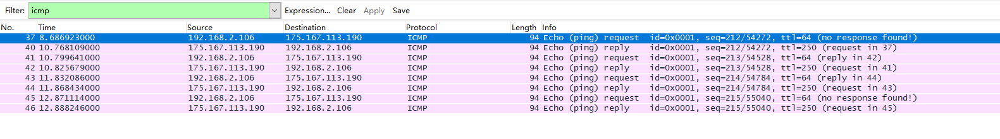 Filter: icmp Expression... Clear Apply Save
No. Time Source Destination Protocol Length Info
37 8.686923000 192.168.2.106 175.167.113.190 ICMP 94 Echo (ping) request id=0x0001, seq=212/54272, ttl=64 (no response found!)
40 10.768109000 175.167.113.190 192.168.2.106 ICMP 94 Echo (ping) reply id=0x0001, seq=212/54272, ttl=250 (request in 37)
41 10.799641000 192.168.2.106 175.167.113.190 ICMP 94 Echo (ping) request id=0x0001, seq=213/54528, ttl=64 (reply in 42)
42 10.825679000 175.167.113.190 192.168.2.106 ICMP 94 Echo (ping) reply id=0x0001, seq=213/54528, ttl=250 (request in 41)
43 11.832086000 192.168.2.106 175.167.113.190 ICMP 94 Echo (ping) request id=0x0001, seq=214/54784, ttl=64 (reply in 44)
44 11.868434000 175.167.113.190 192.168.2.106 ICMP 94 Echo (ping) reply id=0x0001, seq=214/54784, ttl=250 (request in 43)
45 12.871114000 192.168.2.106 175.167.113.190 ICMP 94 Echo (ping) request id=0x0001, seq=215/55040, ttl=64 (no response found!)
46 12.888246000 175.167.113.190 192.168.2.106 ICMP 94 Echo (ping) reply id=0x0001, seq=215/55040, ttl=250 (request in 45)